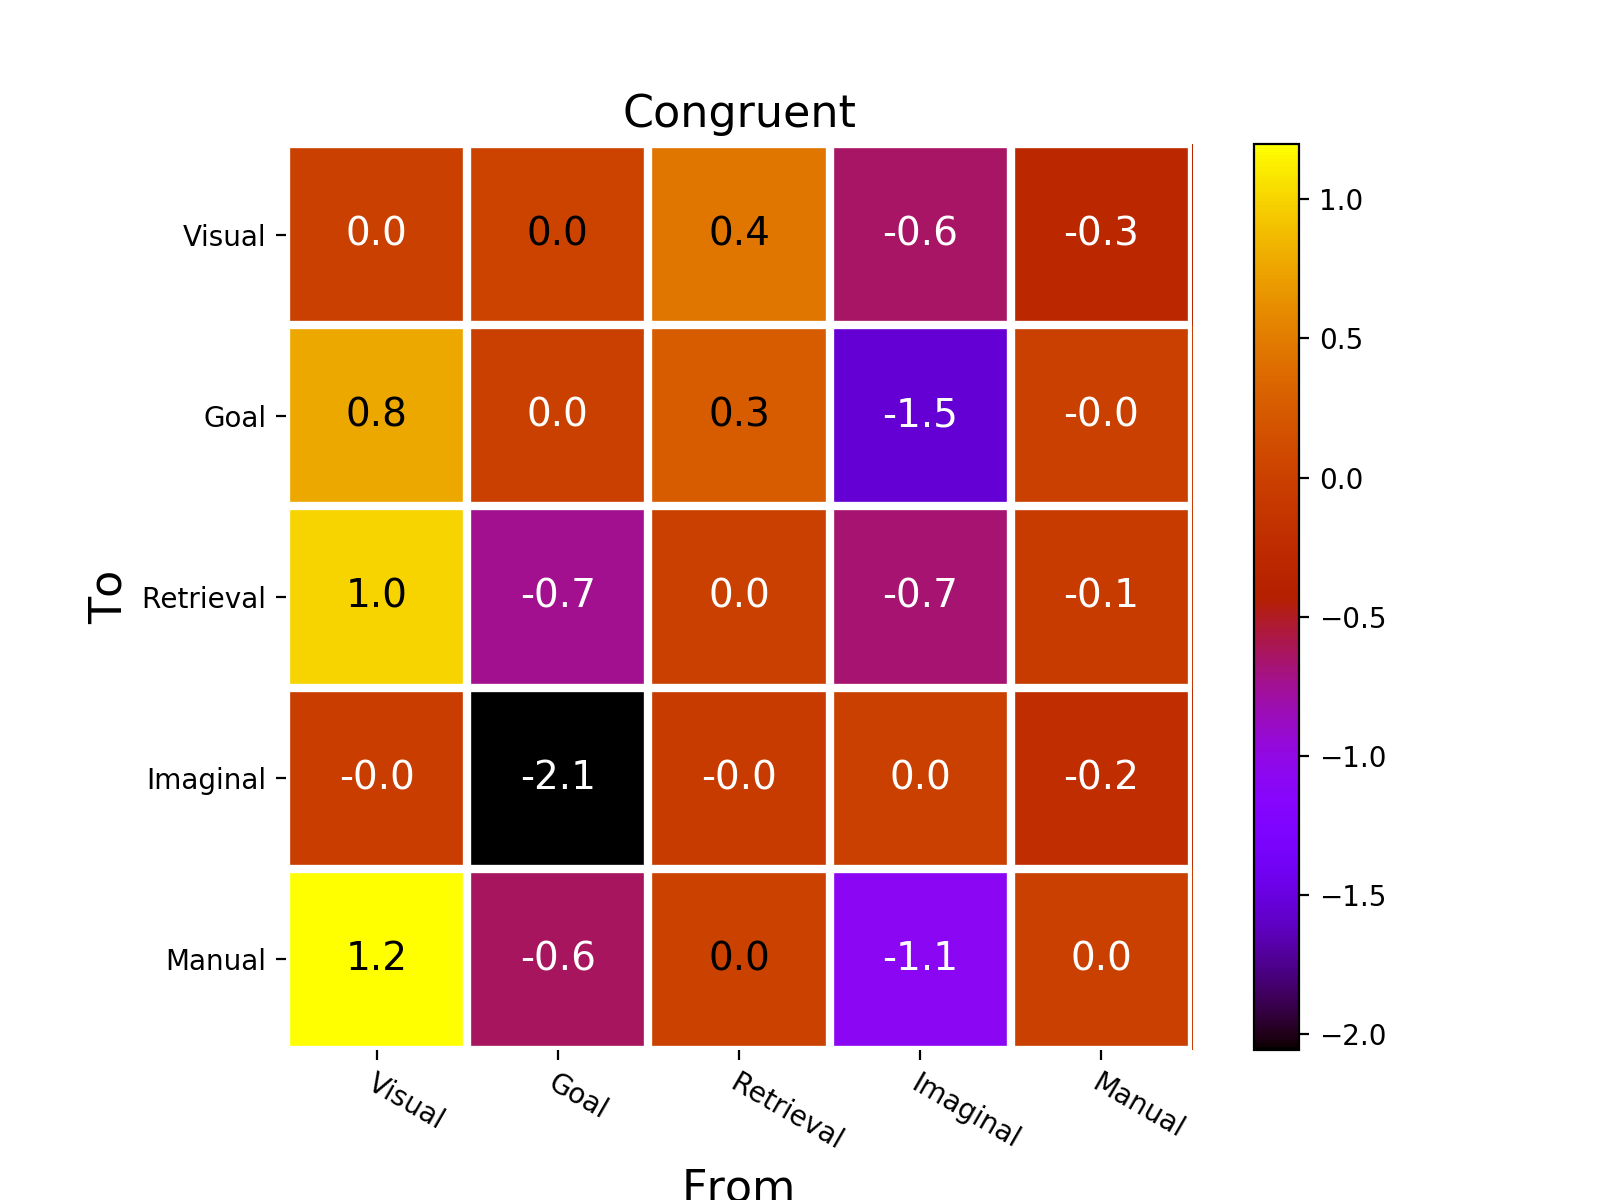 Congruent
Visual 0.0 0.0 0.4 -0.6 -0.3
Goal 0.8 0.0 0.3 -1.5 -0.0
Retrieval 1.0 -0.7 0.0 -0.7 -0.1
Imaginal -0.0 -2.1 -0.0 0.0 -0.2
Manual 1.2 -0.6 0.0 -1.1 0.0
To
Visual Goal Retrieval Imaginal Manual
From
1.0
0.5
0.0
−0.5
−1.0
−1.5
−2.0